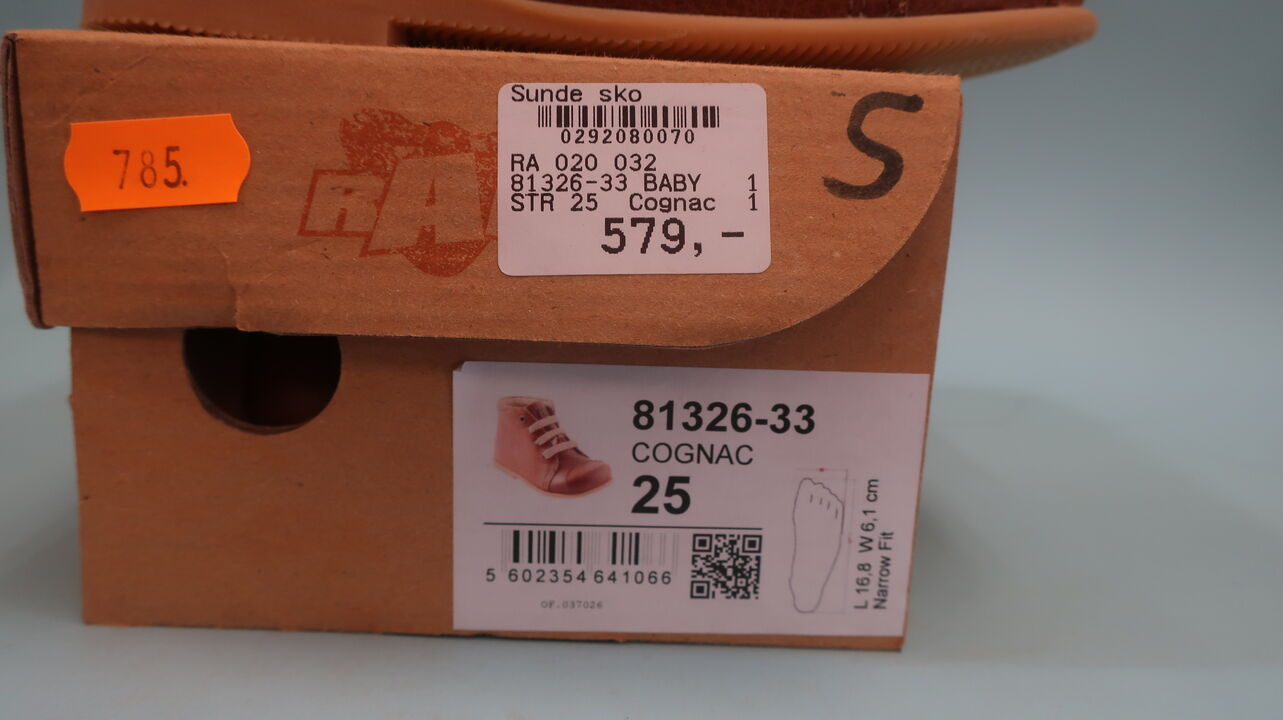 785.
RA
Sunde sko
0292080070
RA 020 032
81326-33 BABY 1
STR 25 Cognac 1
579,-
S
81326-33
COGNAC
25
5 602354 641066
OF.037026
L 16,8 W 6,1 cm
Narrow Fit